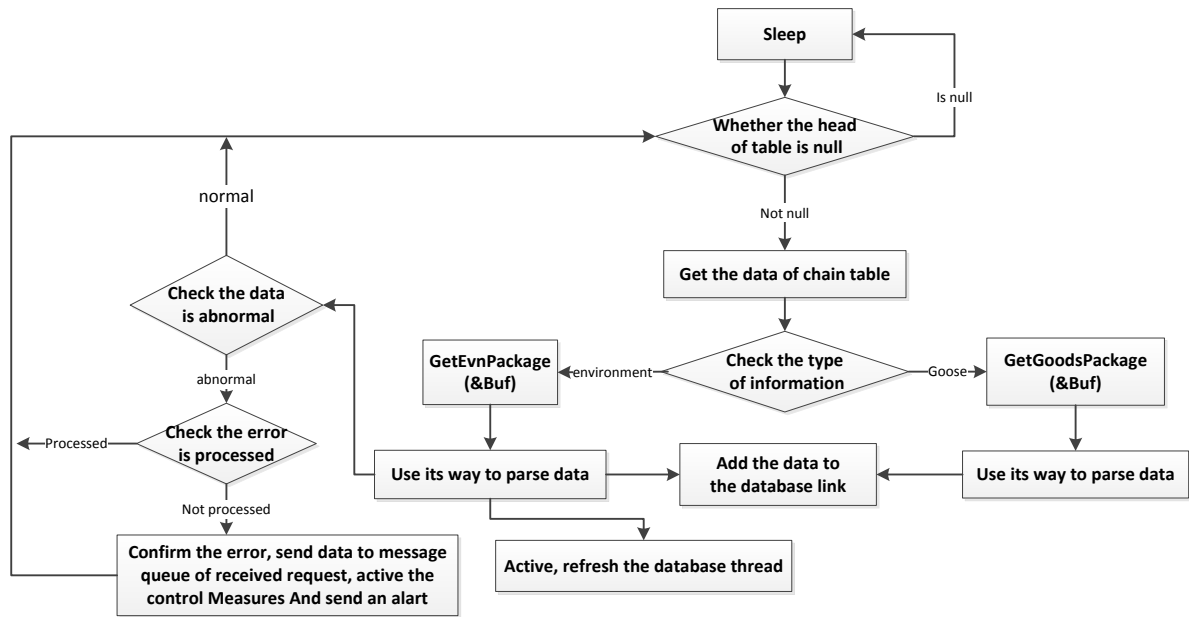 Sleep
Is null
Whether the head
of table is null
normal
Not null
Get the data of chain table
Check the data
is abnormal
GetEvnPackage
(&Buf)
environment
Check the type
of information
Goose
GetGoodsPackage
(&Buf)
abnormal
Check the error
is processed
Processed
Use its way to parse data
Add the data to
the database link
Use its way to parse data
Not processed
Confirm the error, send data to message
queue of received request, active the
control Measures And send an alart
Active, refresh the database thread